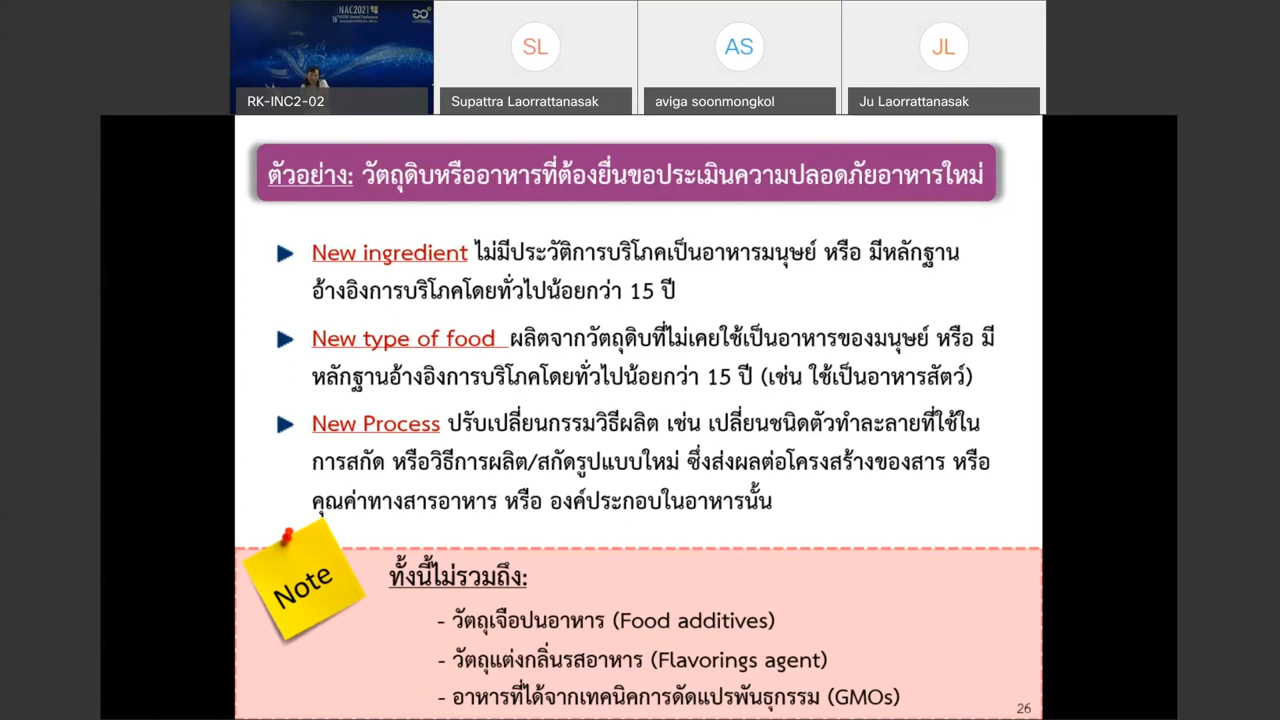 NAC2021
RK-INC2-02
SL
Supattra Laorrattanasak
AS
aviga soonmongkol
JL
Ju Laorrattanasak
ตัวอย่าง: วัตถุดิบหรืออาหารที่ต้องยื่นขอประเมินความปลอดภัยอาหารใหม่
New ingredient ไม่มีประวัติการบริโภคเป็นอาหารมนุษย์ หรือ มีหลักฐาน
อ้างอิงการบริโภคโดยทั่วไปน้อยกว่า 15 ปี
New type of food ผลิตจากวัตถุดิบที่ไม่เคยใช้เป็นอาหารของมนุษย์ หรือ มี
หลักฐานอ้างอิงการบริโภคโดยทั่วไปน้อยกว่า 15 ปี (เช่น ใช้เป็นอาหารสัตว์)
New Process ปรับเปลี่ยนกรรมวิธีผลิต เช่น เปลี่ยนชนิดตัวทำละลายที่ใช้ใน
การสกัด หรือวิธีการผลิต/สกัดรูปแบบใหม่ ซึ่งส่งผลต่อโครงสร้างของสาร หรือ
คุณค่าทางสารอาหาร หรือ องค์ประกอบในอาหารนั้น
Note
ทั้งนี้ไม่รวมถึง:
- วัตถุเจือปนอาหาร (Food additives)
- วัตถุแต่งกลิ่นรสอาหาร (Flavorings agent)
- อาหารที่ได้จากเทคนิคการดัดแปรพันธุกรรม (GMOs)
26